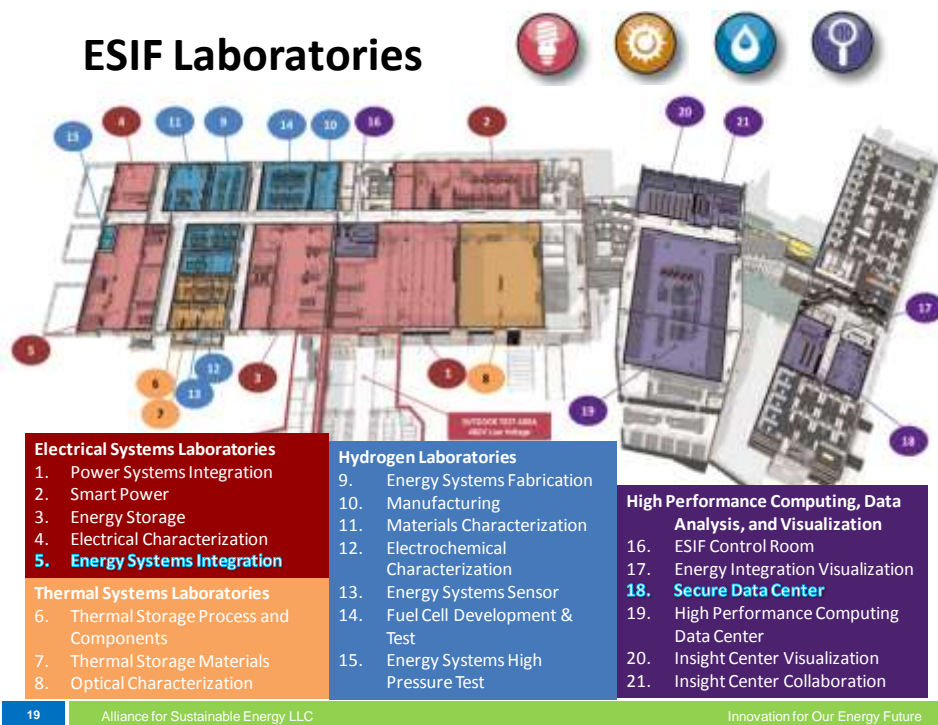 ESIF Laboratories
20
21
4
11
9
14
10
16
2
15
17
5
12
6
13
3
1
8
7
19
18
OUTDOOR TEST AREA
480V Low Voltage
Electrical Systems Laboratories
1. Power Systems Integration
2. Smart Power
3. Energy Storage
4. Electrical Characterization
5. Energy Systems Integration
Thermal Systems Laboratories
6. Thermal Storage Process and
Components
7. Thermal Storage Materials
8. Optical Characterization
Hydrogen Laboratories
9. Energy Systems Fabrication
10. Manufacturing
11. Materials Characterization
12. Electrochemical
Characterization
13. Energy Systems Sensor
14. Fuel Cell Development &
Test
15. Energy Systems High
Pressure Test
High Performance Computing, Data
Analysis, and Visualization
16. ESIF Control Room
17. Energy Integration Visualization
18. Secure Data Center
19. High Performance Computing
Data Center
20. Insight Center Visualization
21. Insight Center Collaboration
19
Alliance for Sustainable Energy LLC
Innovation for Our Energy Future